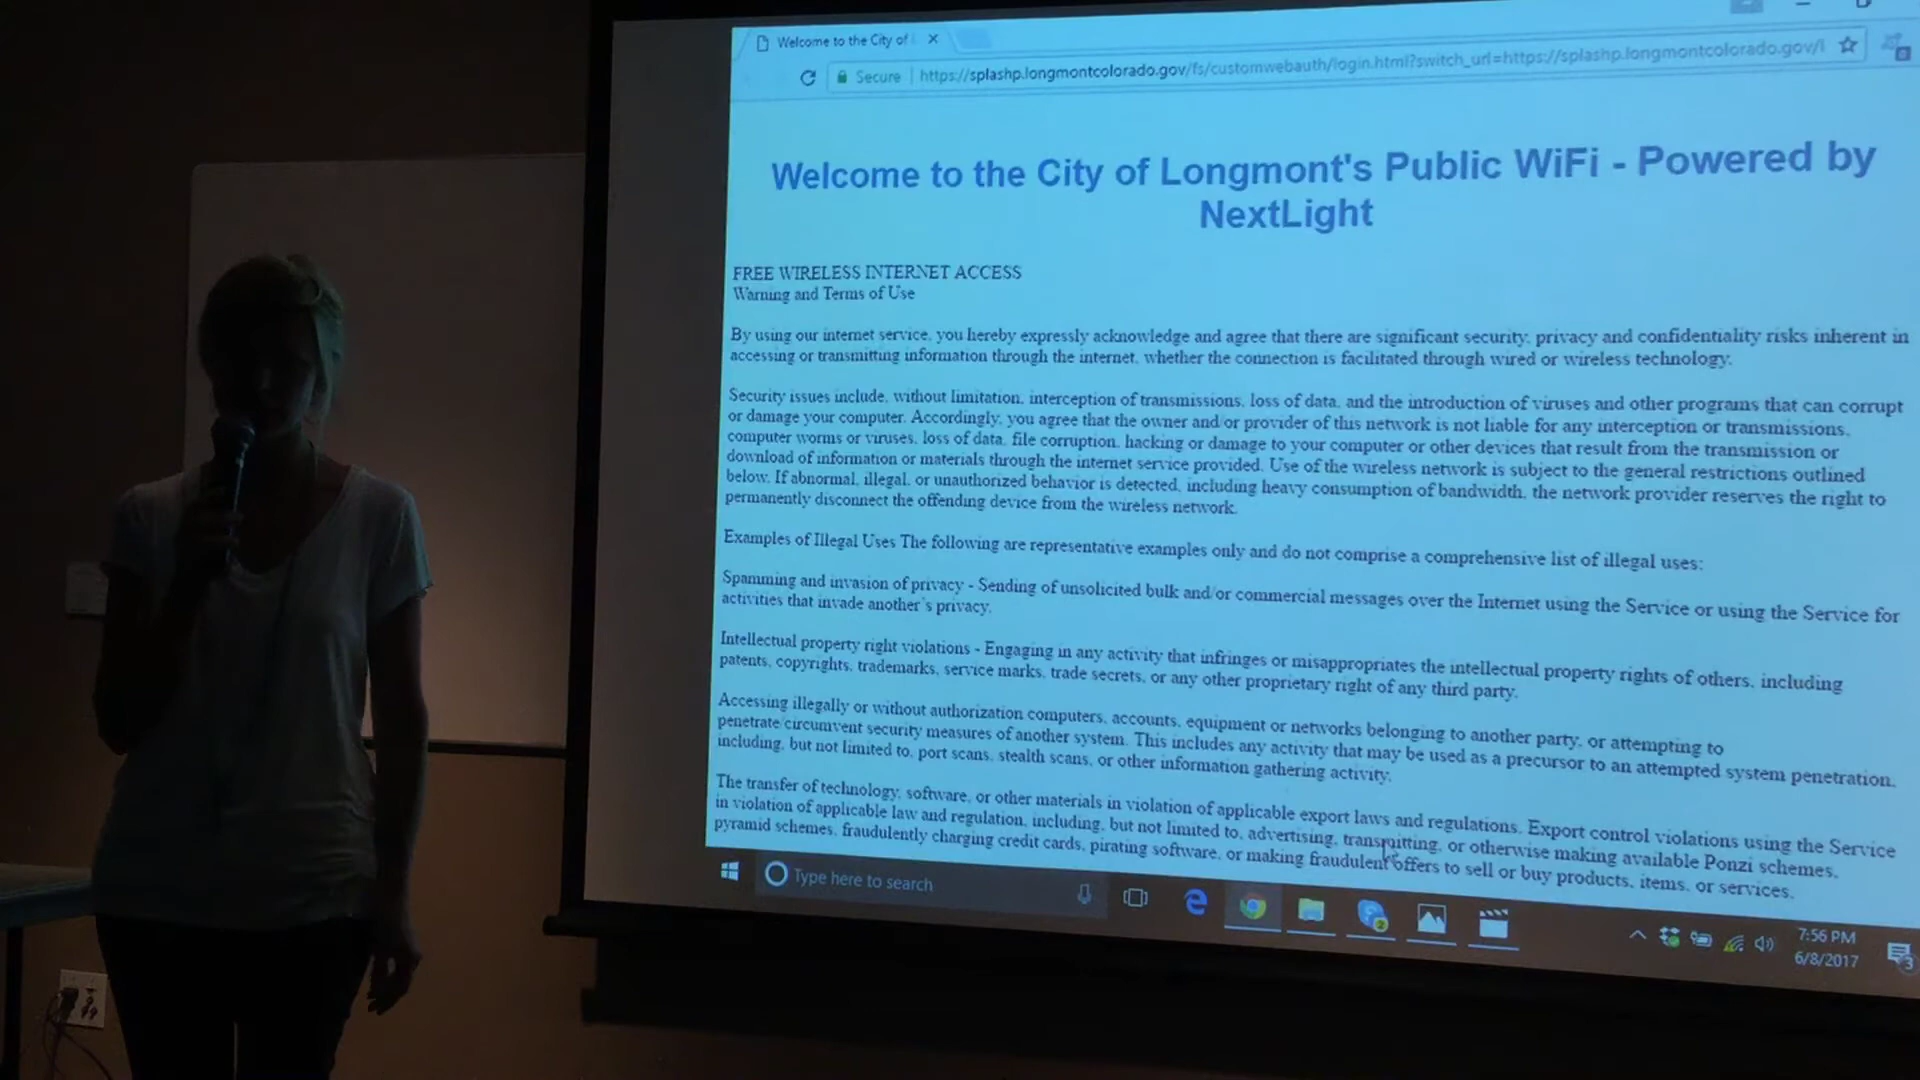 Welcome to the City of
Secure | https://splashp.longmontcolorado.gov/fs/customwebauth/login.html?switch_url=https://splashp.longmontcolorado.gov/l
Welcome to the City of Longmont's Public WiFi - Powered by
NextLight
FREE WIRELESS INTERNET ACCESS
Warning and Terms of Use
By using our internet service, you hereby expressly acknowledge and agree that there are significant security, privacy and confidentiality risks inherent in
accessing or transmitting information through the internet, whether the connection is facilitated through wired or wireless technology.
Security issues include, without limitation, interception of transmissions, loss of data, and the introduction of viruses and other programs that can corrupt
or damage your computer. Accordingly, you agree that the owner and/or provider of this network is not liable for any interception or transmissions,
computer worms or viruses, loss of data, file corruption, hacking or damage to your computer or other devices that result from the transmission or
download of information or materials through the internet service provided. Use of the wireless network is subject to the general restrictions outlined
below. If abnormal, illegal, or unauthorized behavior is detected, including heavy consumption of bandwidth, the network provider reserves the right to
permanently disconnect the offending device from the wireless network.
Examples of Illegal Uses The following are representative examples only and do not comprise a comprehensive list of illegal uses:
Spamming and invasion of privacy - Sending of unsolicited bulk and/or commercial messages over the Internet using the Service or using the Service for
activities that invade another's privacy.
Intellectual property right violations - Engaging in any activity that infringes or misappropriates the intellectual property rights of others, including
patents, copyrights, trademarks, service marks, trade secrets, or any other proprietary right of any third party.
Accessing illegally or without authorization computers, accounts, equipment or networks belonging to another party, or attempting to
penetrate/circumvent security measures of another system. This includes any activity that may be used as a precursor to an attempted system penetration,
including, but not limited to, port scans, stealth scans, or other information gathering activity.
The transfer of technology, software, or other materials in violation of applicable export laws and regulations. Export control violations using the Service
in violation of applicable law and regulation, including, but not limited to, advertising, transmitting, or otherwise making available Ponzi schemes,
pyramid schemes, fraudulently charging credit cards, pirating software, or making fraudulent offers to sell or buy products, items, or services.
Type here to search
2
7:56 PM
6/8/2017
3